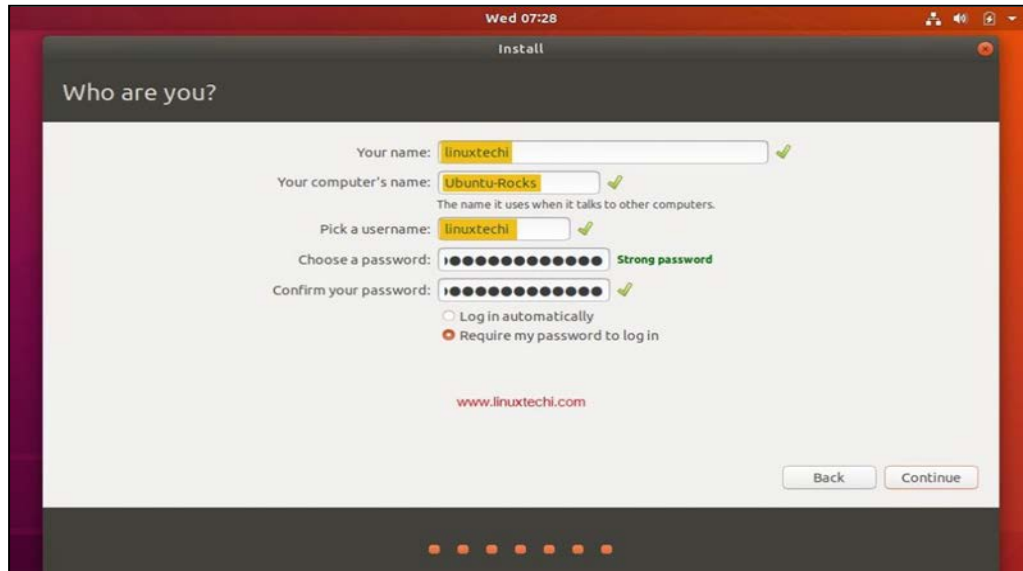 Wed 07:28
Install
Who are you?
Your name: linuxtechi
Your computer's name: Ubuntu-Rocks
The name it uses when it talks to other computers.
Pick a username: linuxtechi
Choose a password: ●●●●●●●●●●●●● Strong password
Confirm your password: ●●●●●●●●●●●●●
Log in automatically
Require my password to log in
www.linuxtechi.com
Back Continue